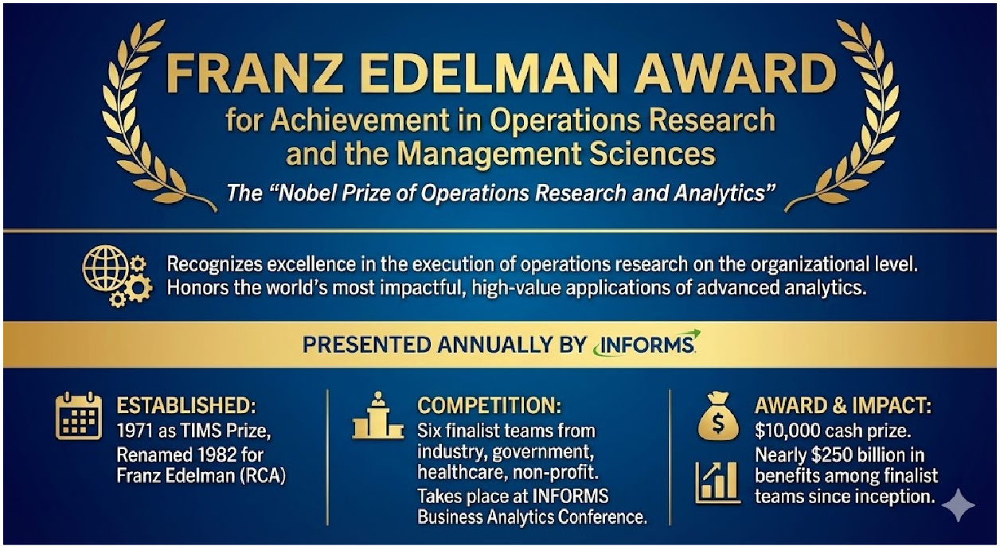 FRANZ EDELMAN AWARD
for Achievement in Operations Research
and the Management Sciences
The “Nobel Prize of Operations Research and Analytics”
Recognizes excellence in the execution of operations research on the organizational level.
Honors the world’s most impactful, high-value applications of advanced analytics.
PRESENTED ANNUALLY BY INFORMS
ESTABLISHED:
1971 as TIMS Prize,
Renamed 1982 for
Franz Edelman (RCA)
COMPETITION:
Six finalist teams from
industry, government,
healthcare, non-profit.
Takes place at INFORMS
Business Analytics Conference.
$
AWARD & IMPACT:
$10,000 cash prize.
Nearly $250 billion in
benefits among finalist
teams since inception.